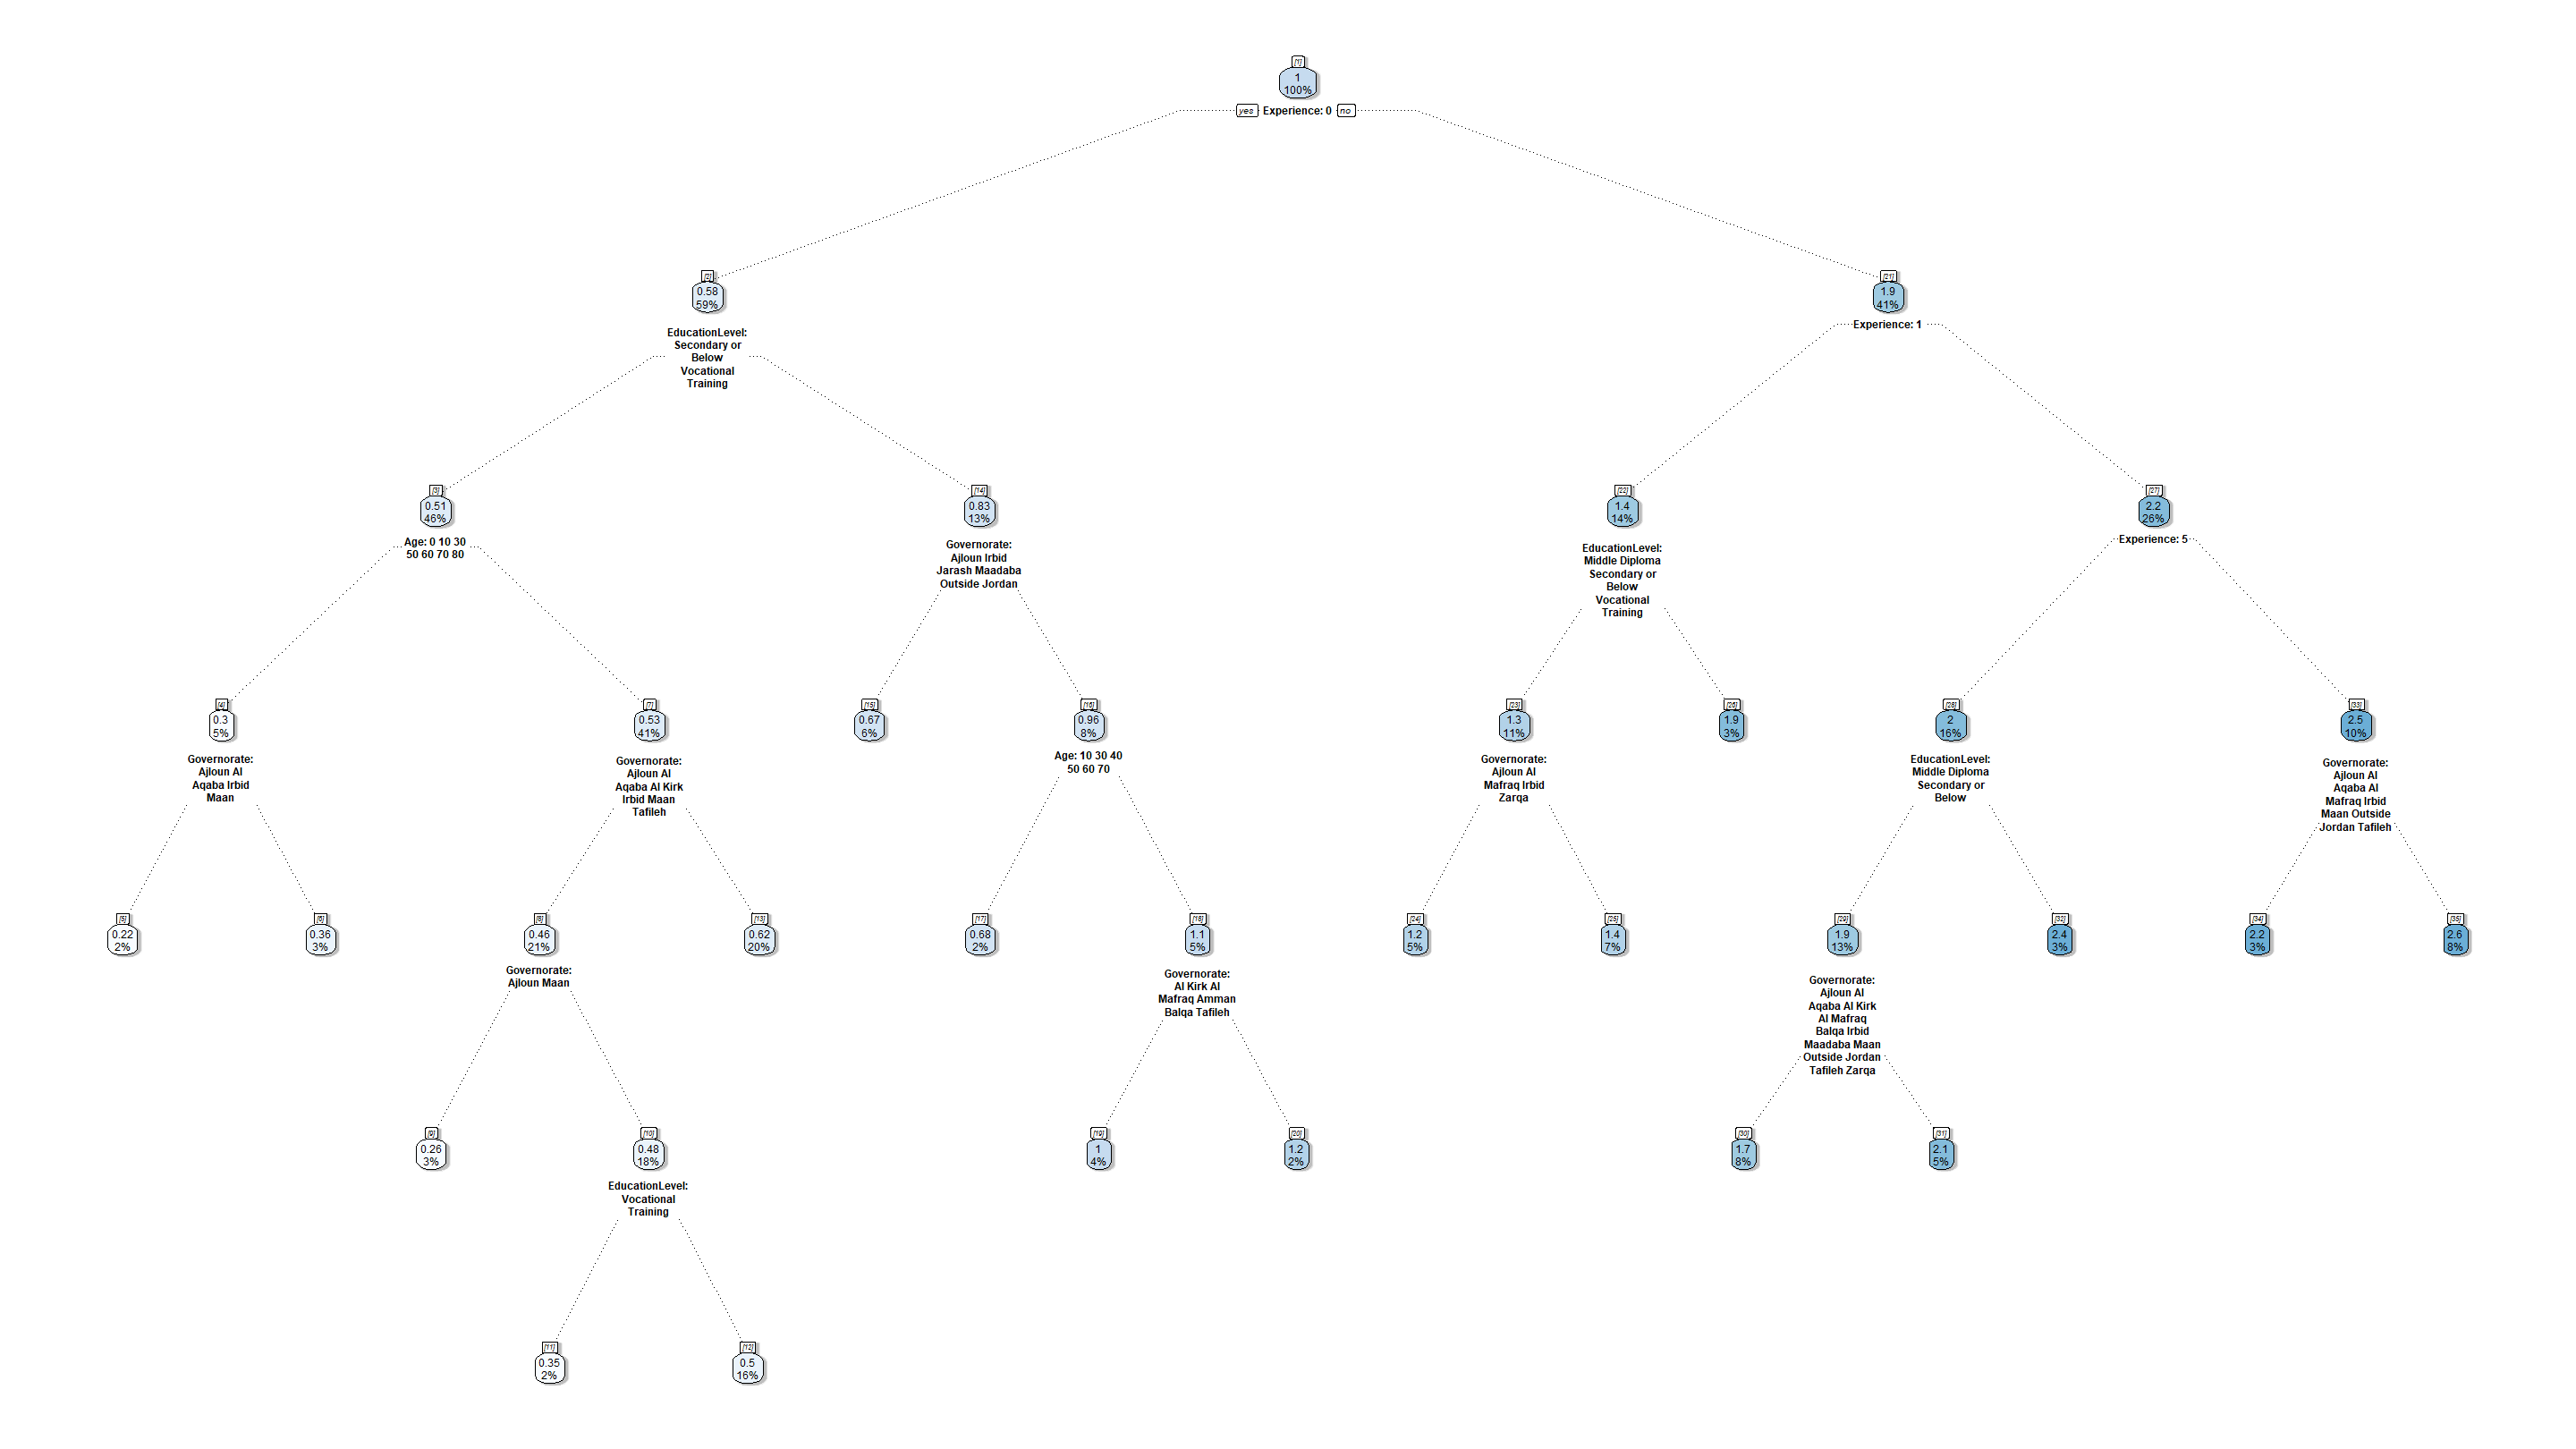 [1]
1
100%
yes Experience: 0 no
[2]
0.58
59%
EducationLevel:
Secondary or
Below
Vocational
Training
[21]
1.9
41%
Experience: 1
[3]
0.51
46%
Age: 0 10 30
50 60 70 80
[14]
0.83
13%
Governorate:
Ajloun Irbid
Jarash Maadaba
Outside Jordan
[22]
1.4
14%
EducationLevel:
Middle Diploma
Secondary or
Below
Vocational
Training
[27]
2.2
26%
Experience: 5
[4]
0.3
5%
Governorate:
Ajloun Al
Aqaba Irbid
Maan
[7]
0.53
41%
Governorate:
Ajloun Al
Aqaba Al Kirk
Irbid Maan
Tafileh
[15]
0.67
6%
[16]
0.96
8%
Age: 10 30 40
50 60 70
[23]
1.3
11%
Governorate:
Ajloun Al
Mafraq Irbid
Zarqa
[26]
1.9
3%
[28]
2
16%
EducationLevel:
Middle Diploma
Secondary or
Below
[33]
2.5
10%
Governorate:
Ajloun Al
Aqaba Al
Mafraq Irbid
Maan Outside
Jordan Tafileh
[5]
0.22
2%
[6]
0.36
3%
[8]
0.46
21%
Governorate:
Ajloun Maan
[13]
0.62
20%
[17]
0.68
2%
[18]
1.1
5%
Governorate:
Al Kirk Al
Mafraq Amman
Balqa Tafileh
[24]
1.2
5%
[25]
1.4
7%
[29]
1.9
13%
Governorate:
Ajloun Al
Aqaba Al Kirk
Al Mafraq
Balqa Irbid
Maadaba Maan
Outside Jordan
Tafileh Zarqa
[32]
2.4
3%
[34]
2.2
3%
[35]
2.6
8%
[9]
0.26
3%
[10]
0.48
18%
EducationLevel:
Vocational
Training
[19]
1
4%
[20]
1.2
2%
[30]
1.7
8%
[31]
2.1
5%
[11]
0.35
2%
[12]
0.5
16%